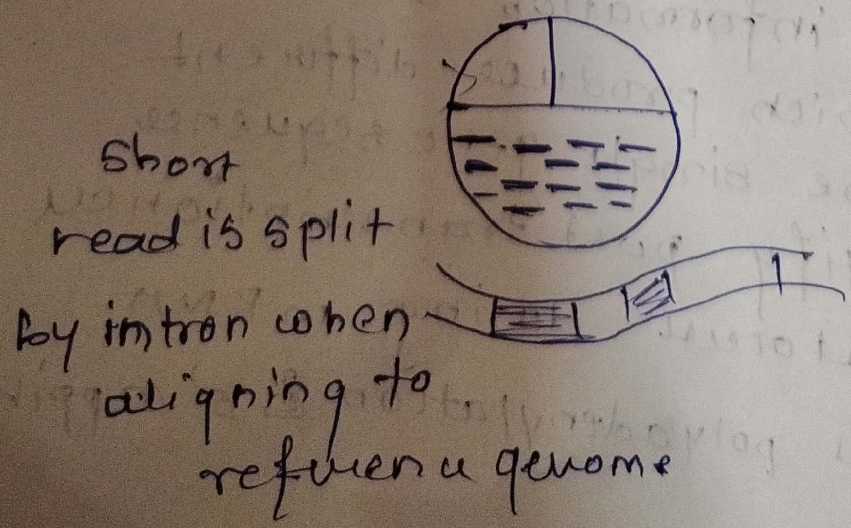 short
read is split
by intron when
aligning to
reference genome